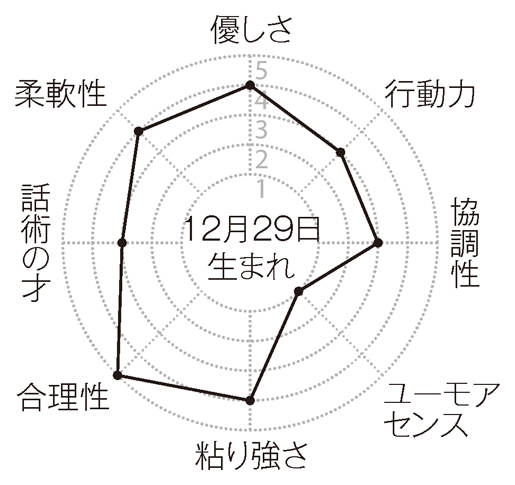 優しさ
行動力
協調性
ユーモア
センス
粘り強さ
合理性
話術の才
柔軟性
5
4
3
2
1
12月29日
生まれ